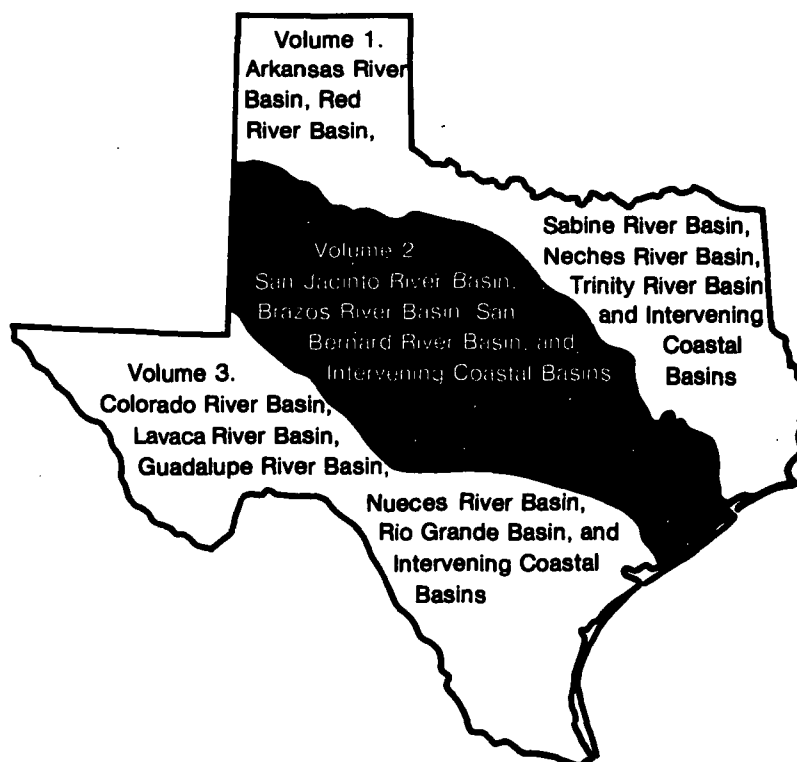 Volume 1.
Arkansas River
Basin, Red
River Basin,
Sabine River Basin,
Neches River Basin,
Trinity River Basin
and Intervening
Coastal
Basins
Volume 2
San Jacinto River Basin,
Brazos River Basin San
Bernard River Basin, and
Intervening Coastal Basins
Volume 3.
Colorado River Basin,
Lavaca River Basin,
Guadalupe River Basin,
Nueces River Basin,
Rio Grande Basin, and
Intervening Coastal
Basins